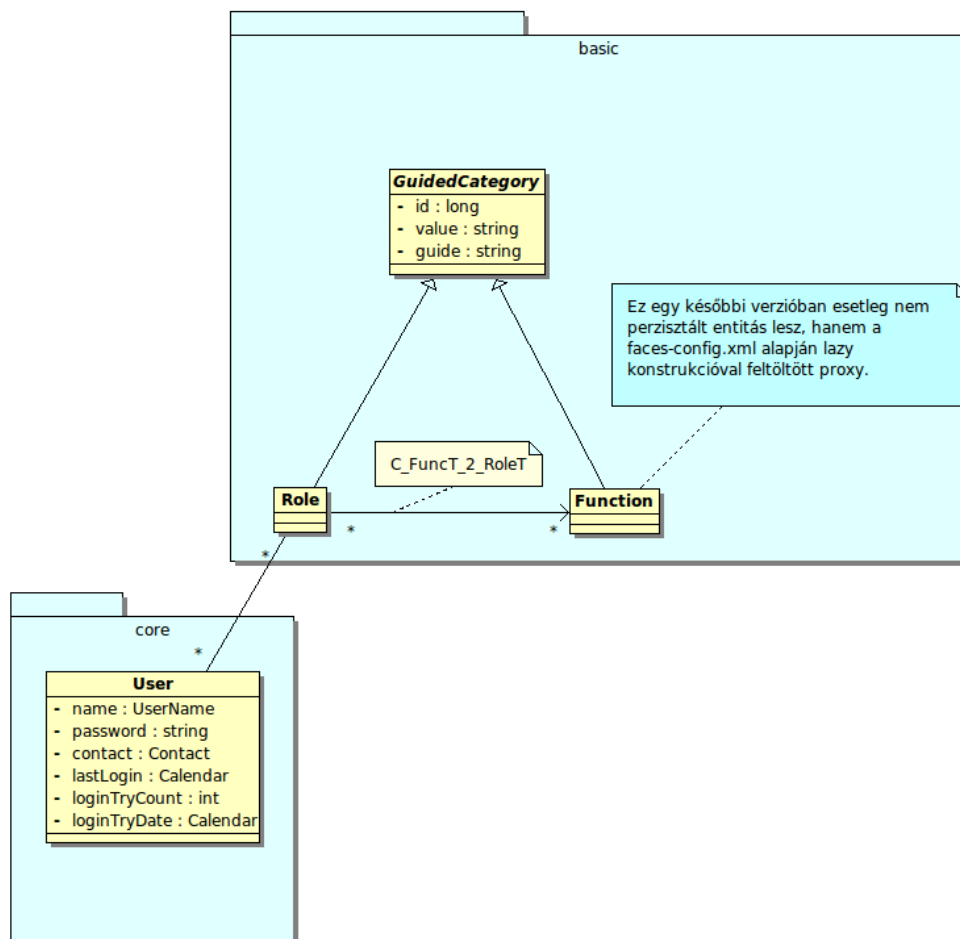 basic
GuidedCategory
- id : long
- value : string
- guide : string
Ez egy későbbi verzióban esetleg nem
perzisztált entitás lesz, hanem a
faces-config.xml alapján lazy
konstrukcióval feltöltött proxy.
C_FuncT_2_RoleT
Role
Function
*
*
*
core
*
User
- name : UserName
- password : string
- contact : Contact
- lastLogin : Calendar
- loginTryCount : int
- loginTryDate : Calendar